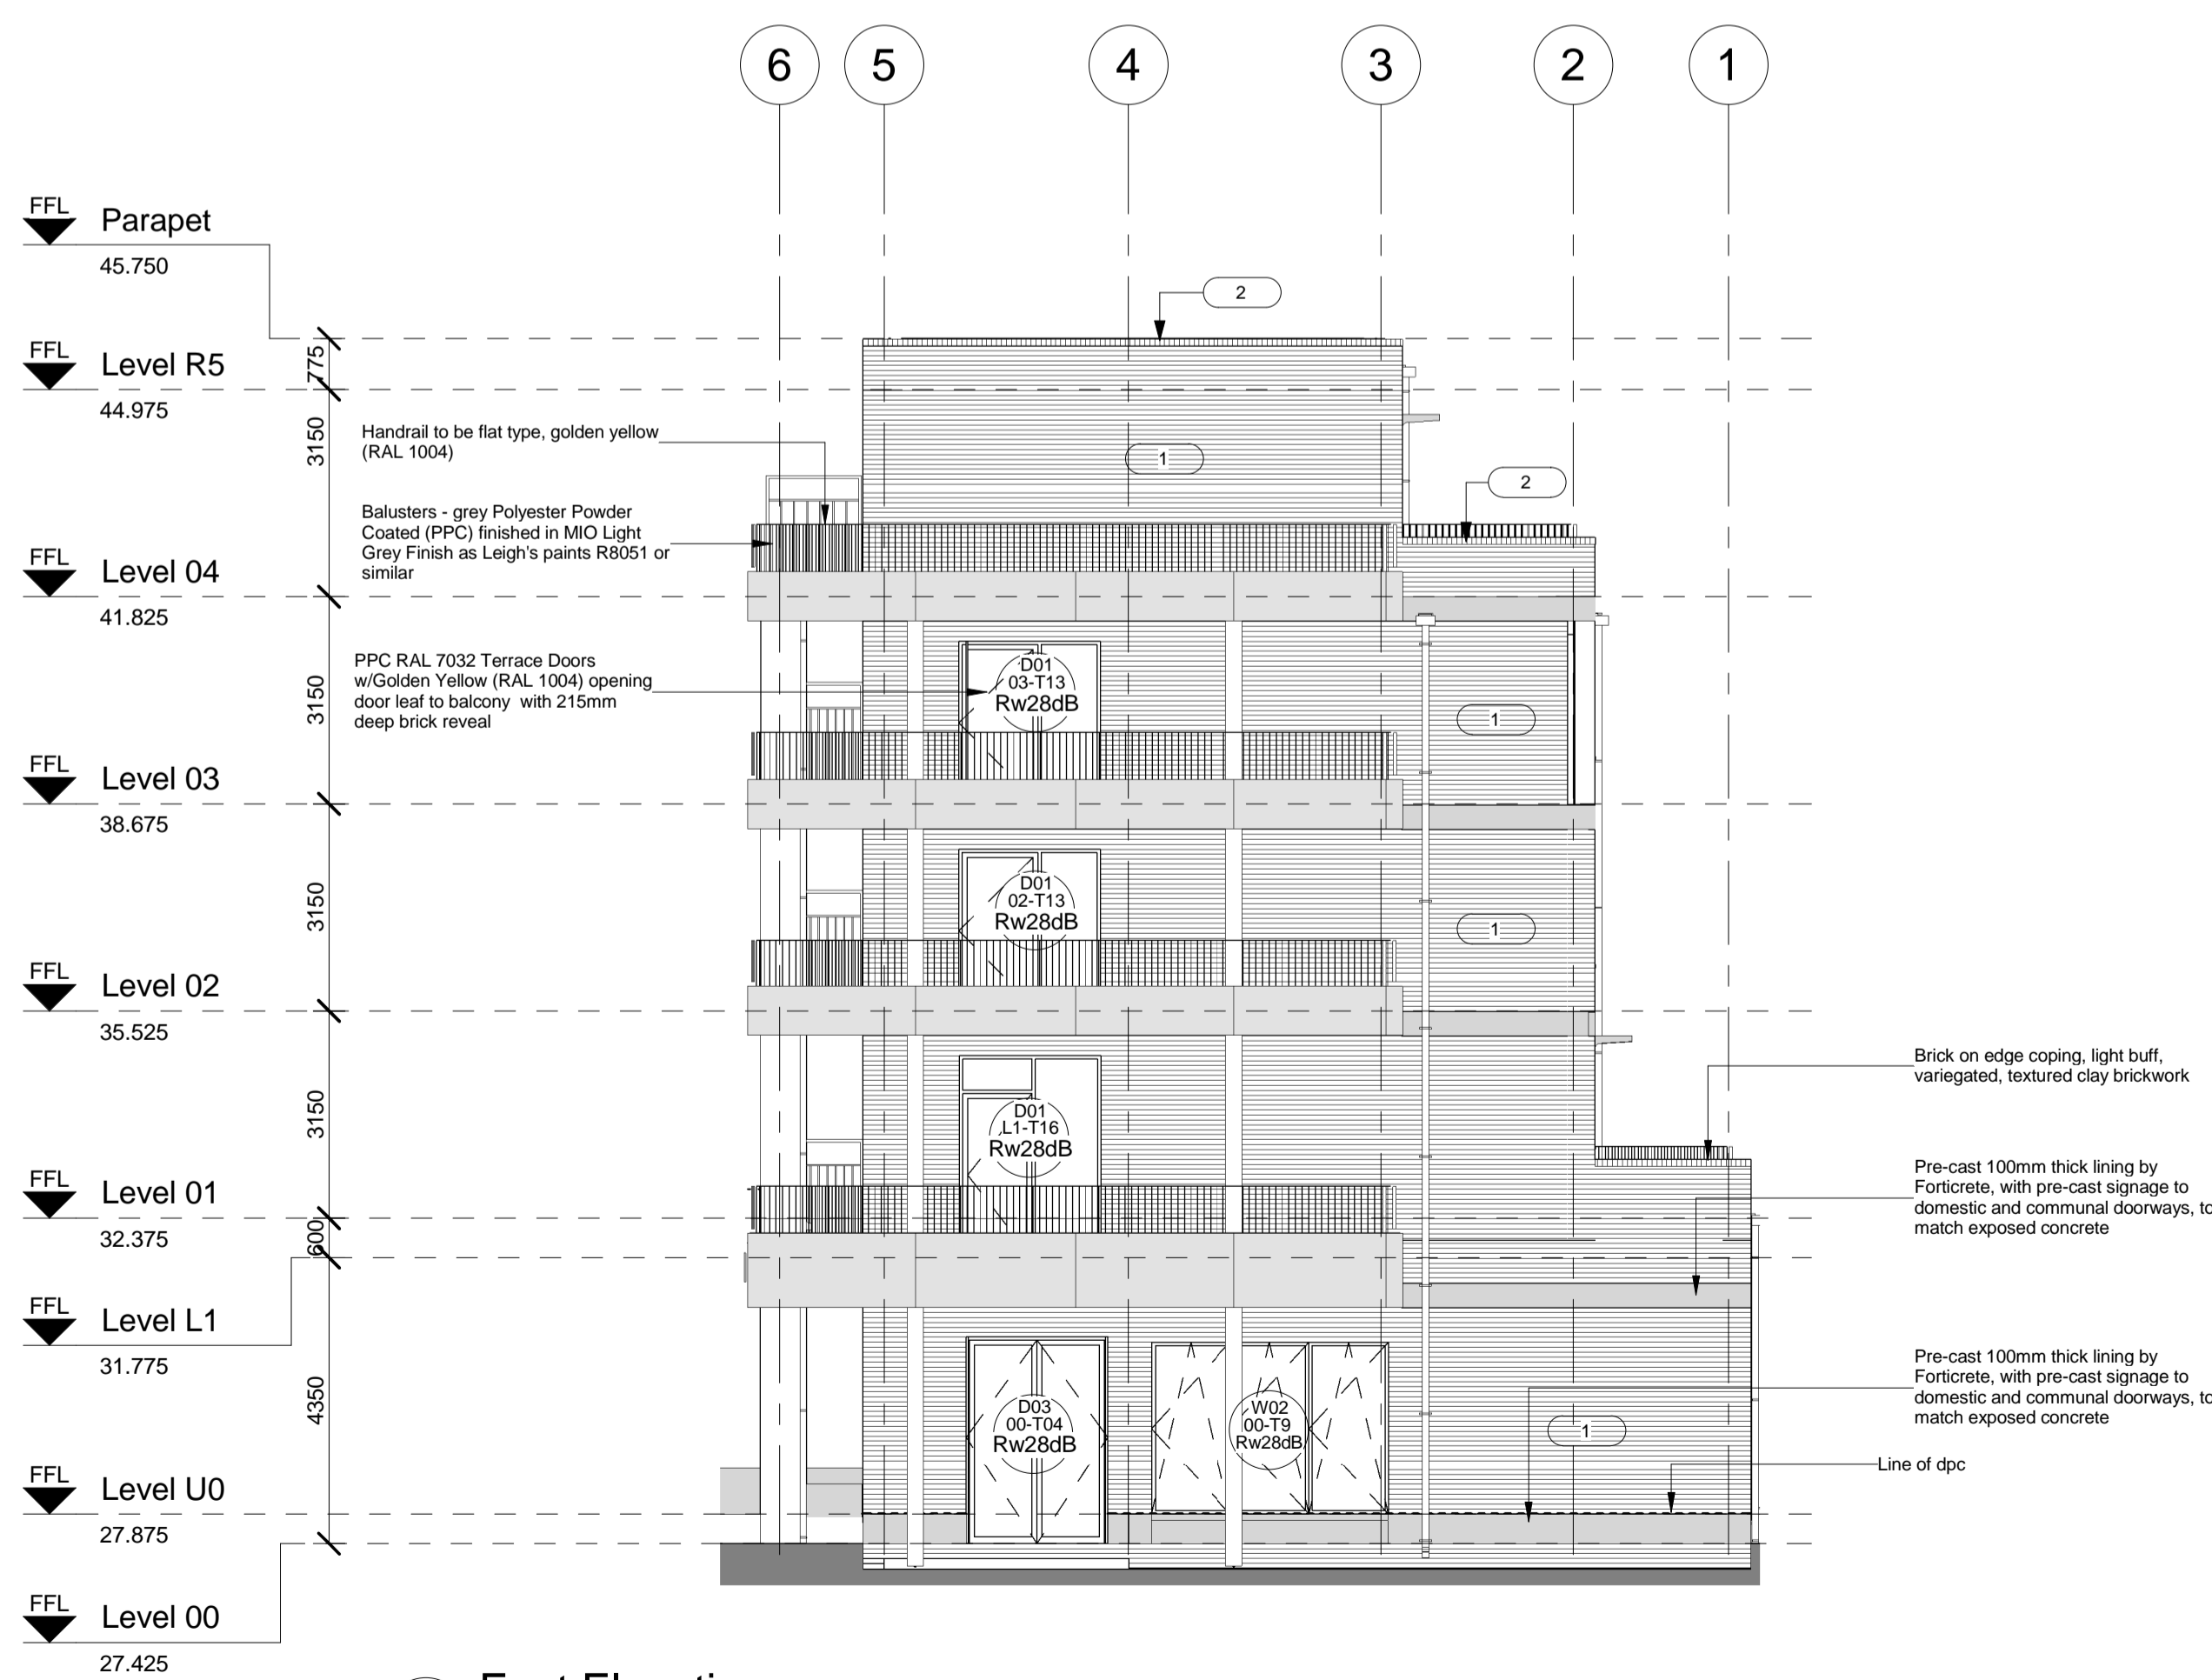 6
5
4
3
2
1
FFL
Parapet
45.750
2
FFL
Level R5
44.975
775
3150
Handrail to be flat type, golden yellow
(RAL 1004)
1
2
Balusters - grey Polyester Powder
Coated (PPC) finished in MIO Light
Grey Finish as Leigh's paints R8051 or
similar
FFL
Level 04
41.825
3150
PPC RAL 7032 Terrace Doors
w/Golden Yellow (RAL 1004) opening
door leaf to balcony with 215mm
deep brick reveal
D01
03-T13
Rw28dB
1
FFL
Level 03
38.675
3150
D01
02-T13
Rw28dB
1
FFL
Level 02
35.525
3150
D01
L1-T16
Rw28dB
Brick on edge coping, light buff,
variegated, textured clay brickwork
Pre-cast 100mm thick lining by
Forticrete, with pre-cast signage to
domestic and communal doorways, to
match exposed concrete
FFL
Level 01
32.375
600
FFL
Level L1
31.775
4350
D03
00-T04
Rw28dB
W02
00-T9
Rw28dB
1
Pre-cast 100mm thick lining by
Forticrete, with pre-cast signage to
domestic and communal doorways, to
match exposed concrete
Line of dpc
FFL
Level U0
27.875
FFL
Level 00
27.425